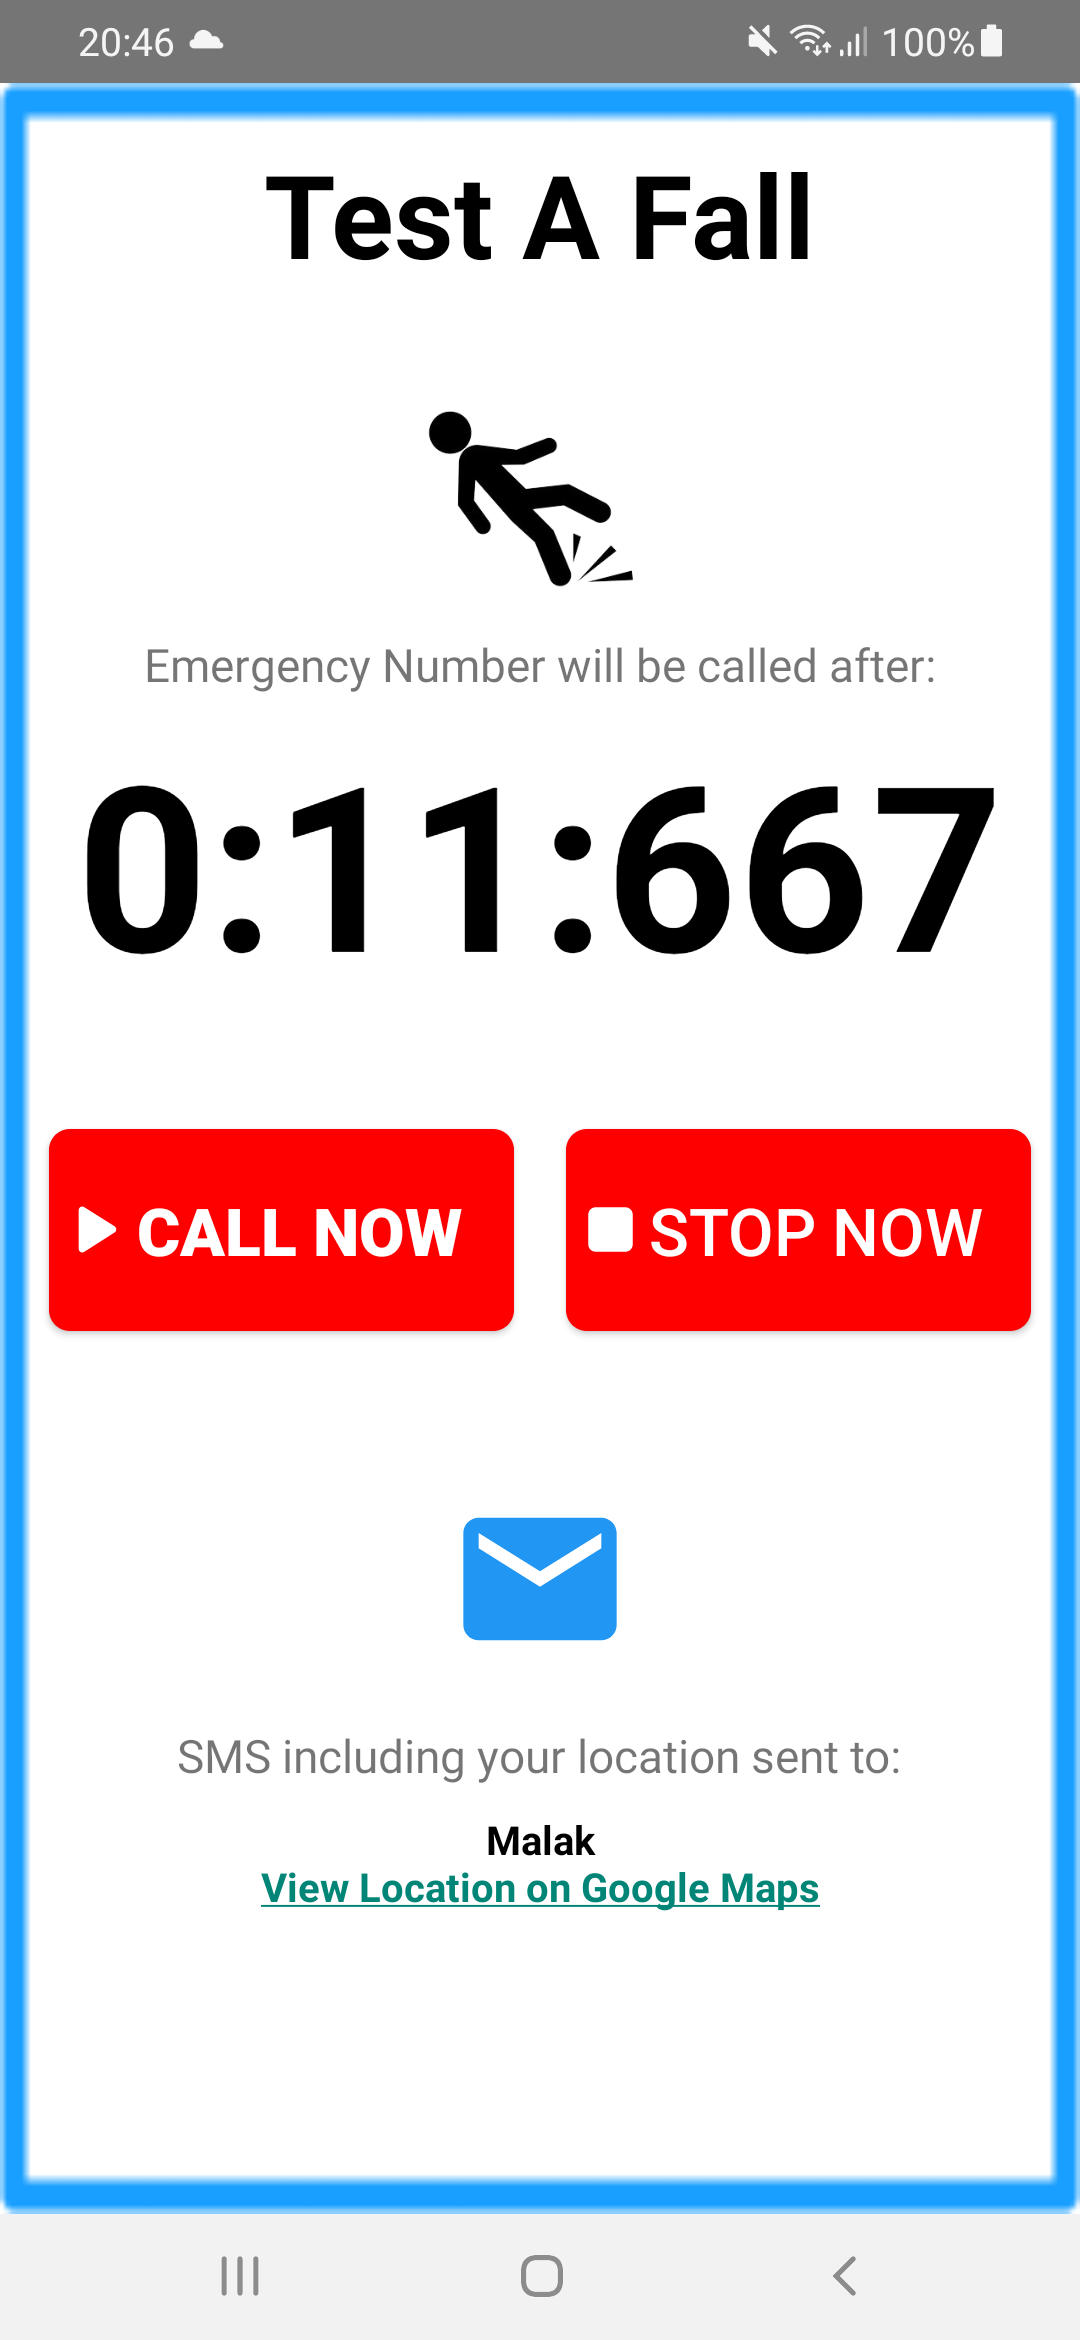 20:46
100%
Test A Fall
Emergency Number will be called after:
0:11:667
CALL NOW
STOP NOW
SMS including your location sent to:
Malak
View Location on Google Maps